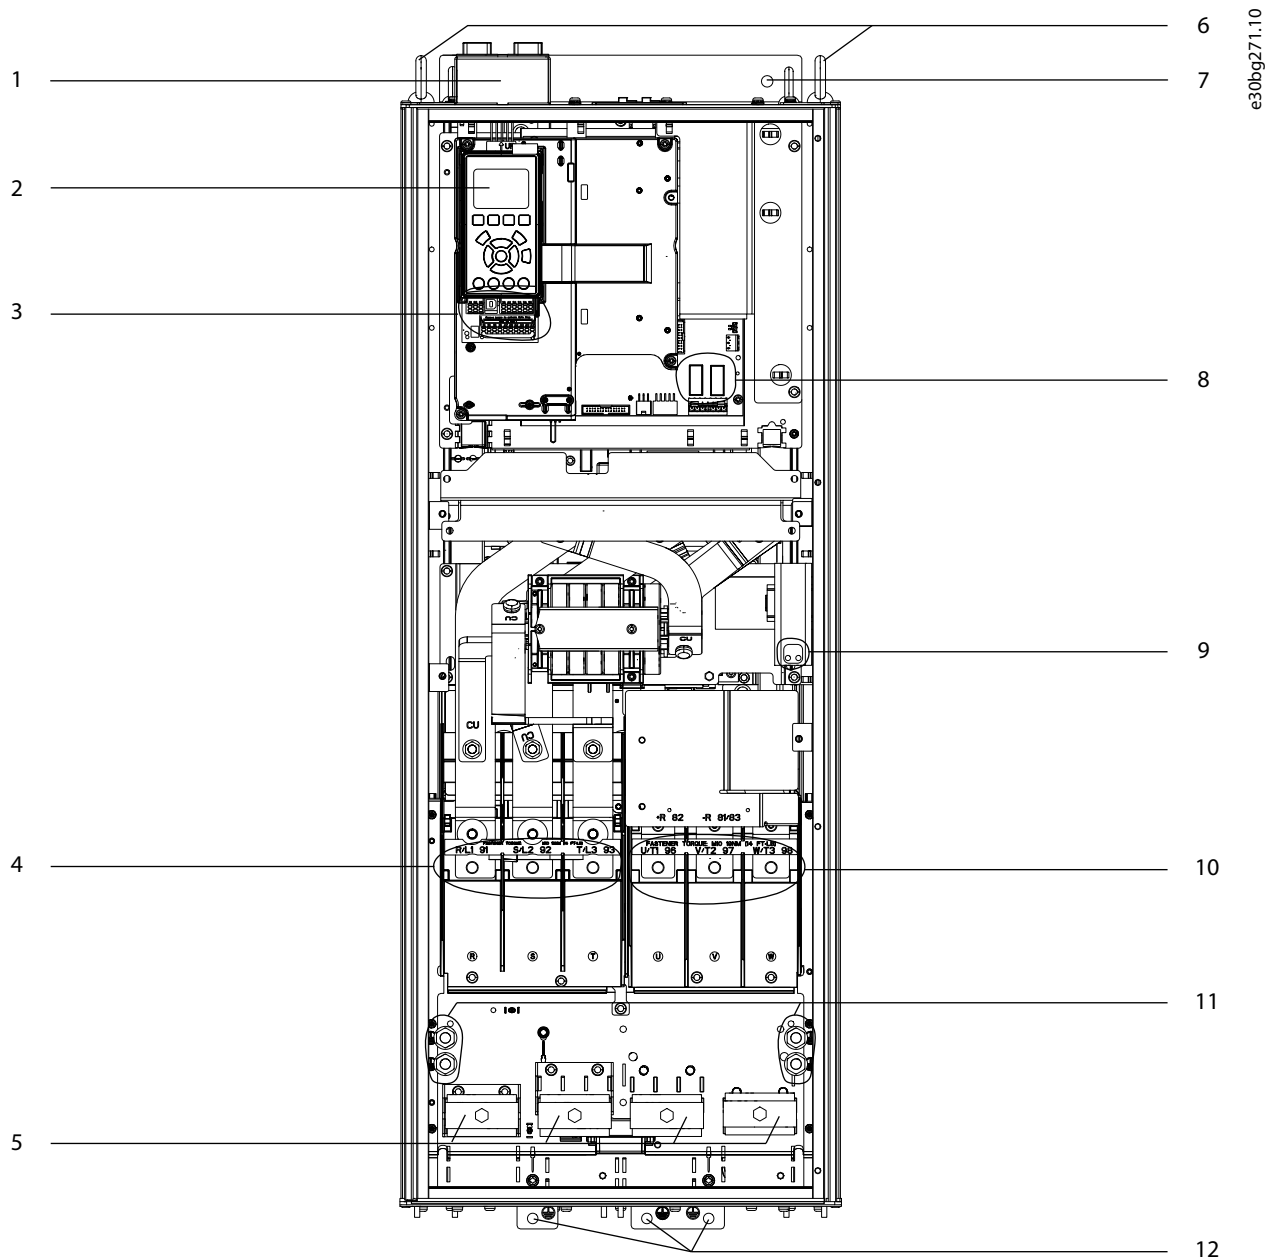 e30bg271.10
6
1
7
2
3
8
CU
CU
9
CU
CU
+R 82
-R 81/83
R/L1 91
S/L2 92
T/L3 93
FASTENER TORQUE
U/T1 96
V/T2 97
W/T3 98
4
10
R
S
T
U
V
W
11
5
12